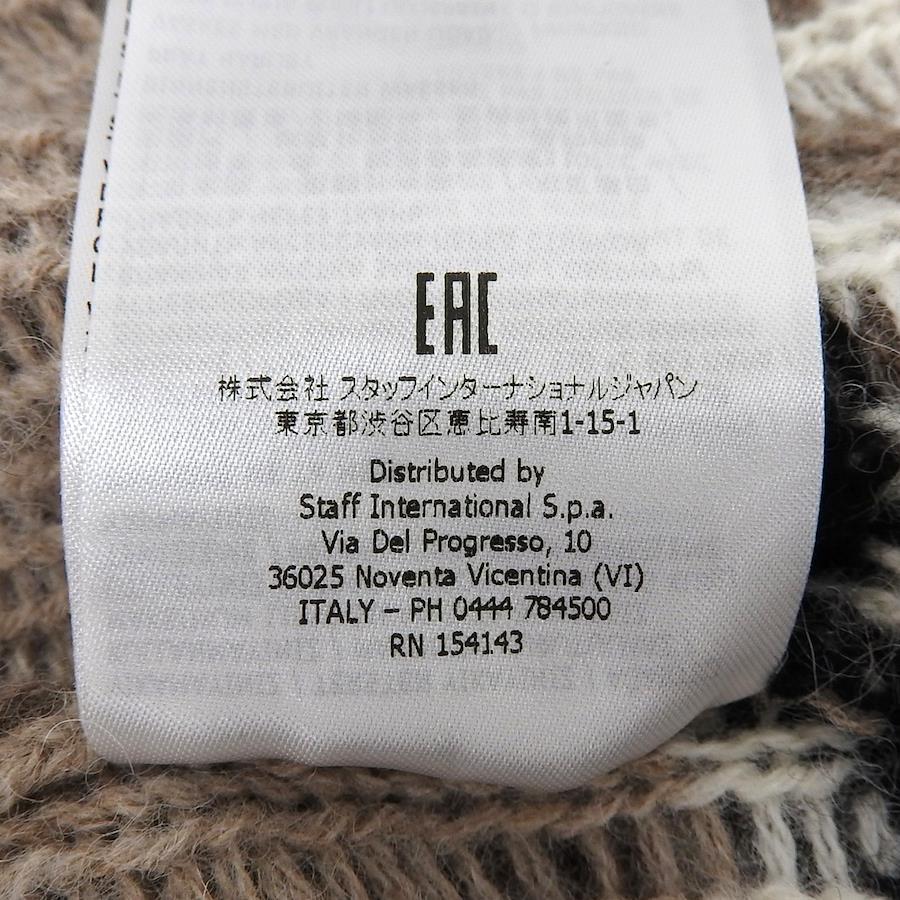 EAC
株式会社 スタッフインターナショナルジャパン
東京都渋谷区恵比寿南1-15-1
Distributed by
Staff International S.p.a.
Via Del Progresso, 10
36025 Noventa Vicentina (VI)
ITALY - PH 0444 784500
RN 154143